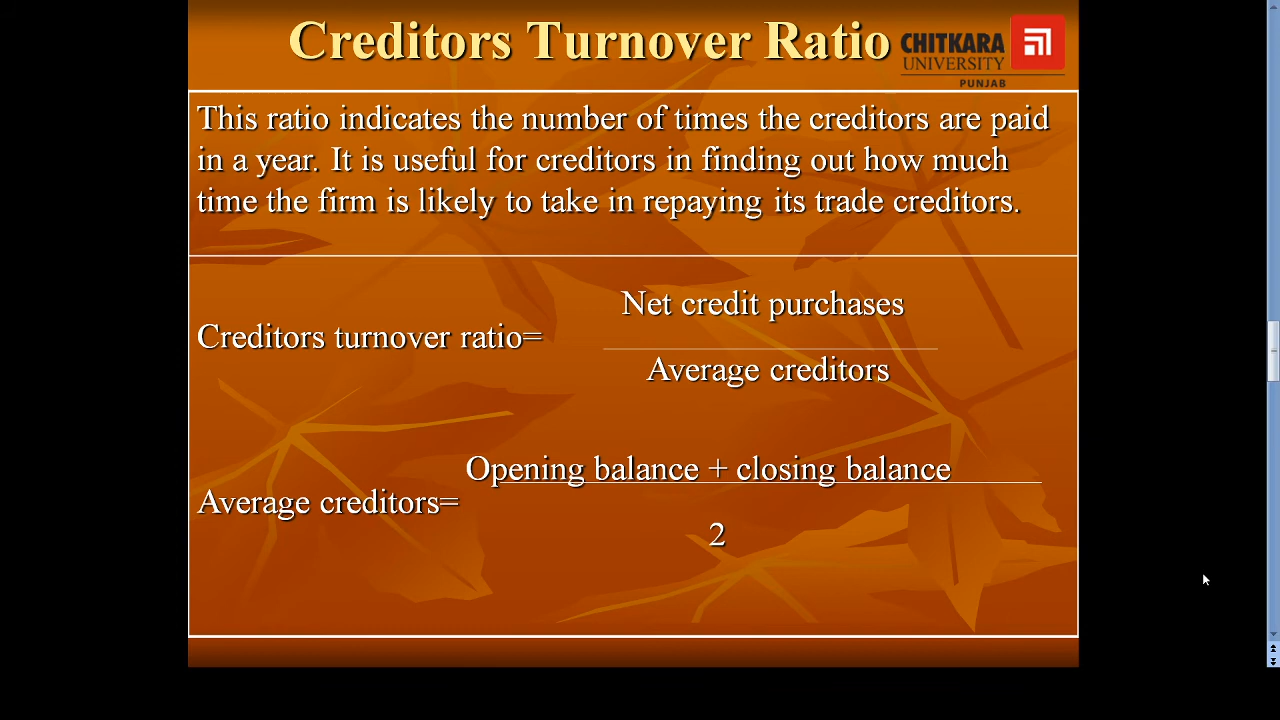 Creditors Turnover Ratio
CHITKARA
UNIVERSITY
PUNJAB
This ratio indicates the number of times the creditors are paid
in a year. It is useful for creditors in finding out how much
time the firm is likely to take in repaying its trade creditors.
Net credit purchases
Creditors turnover ratio=
Average creditors
Opening balance + closing balance
Average creditors=
2